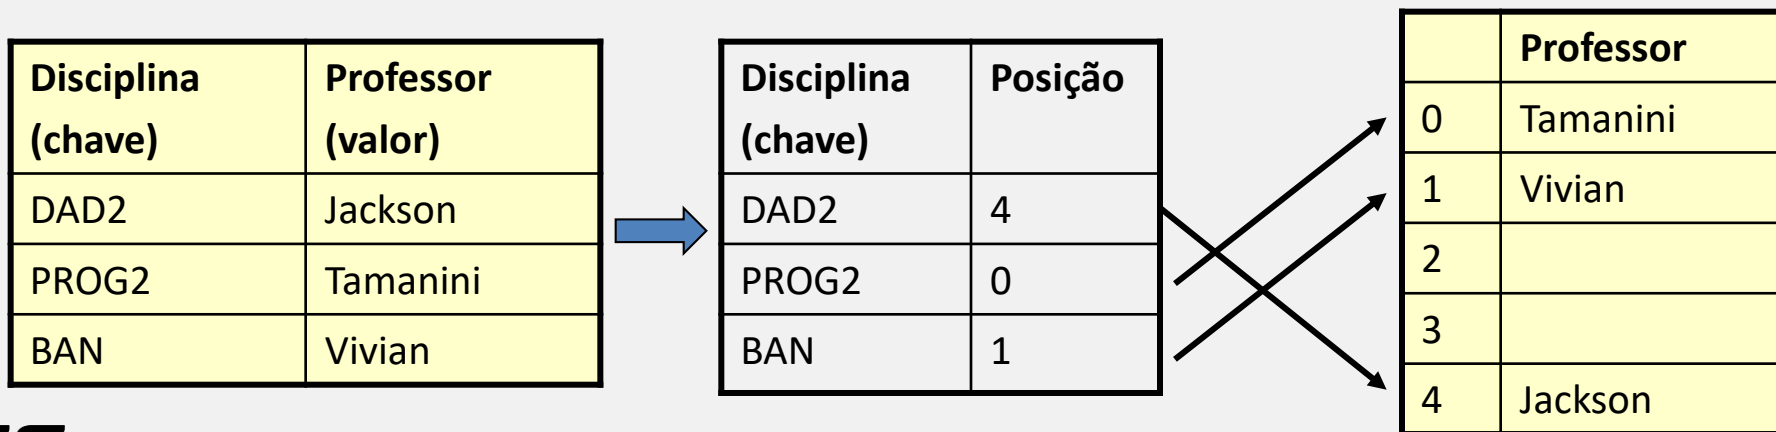 Disciplina (chave) Professor (valor)
DAD2 Jackson
PROG2 Tamanini
BAN Vivian
Disciplina (chave) Posição
DAD2 4
PROG2 0
BAN 1
Professor
0 Tamanini
1 Vivian
2
3
4 Jackson